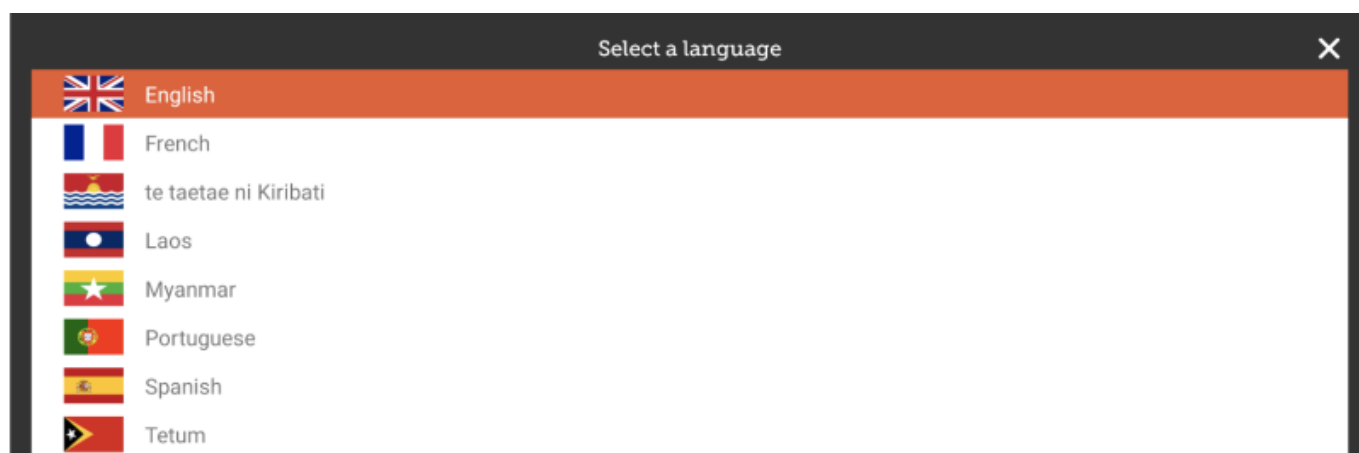 Select a language
English
French
te taetae ni Kiribati
Laos
Myanmar
Portuguese
Spanish
Tetum